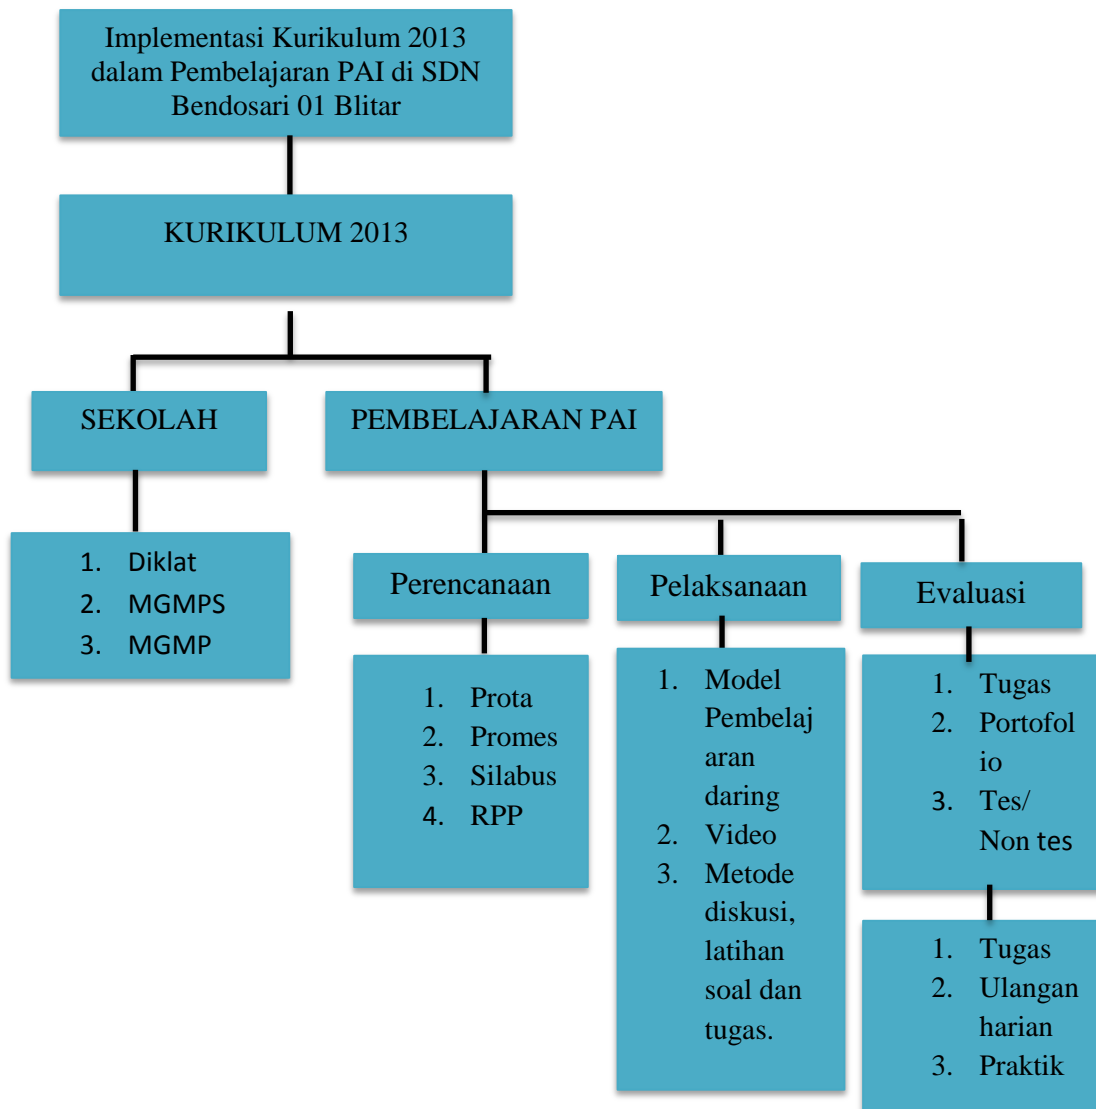 Implementasi Kurikulum 2013
dalam Pembelajaran PAI di SDN
Bendosari 01 Blitar
KURIKULUM 2013
SEKOLAH
PEMBELAJARAN PAI
1. Diklat
2. MGMPS
3. MGMP
Perencanaan
Pelaksanaan
Evaluasi
1. Prota
2. Promes
3. Silabus
4. RPP
1. Model
Pembelaj
aran
daring
2. Video
3. Metode
diskusi,
latihan
soal dan
tugas.
1. Tugas
2. Portofol
io
3. Tes/
Non tes
1. Tugas
2. Ulangan
harian
3. Praktik